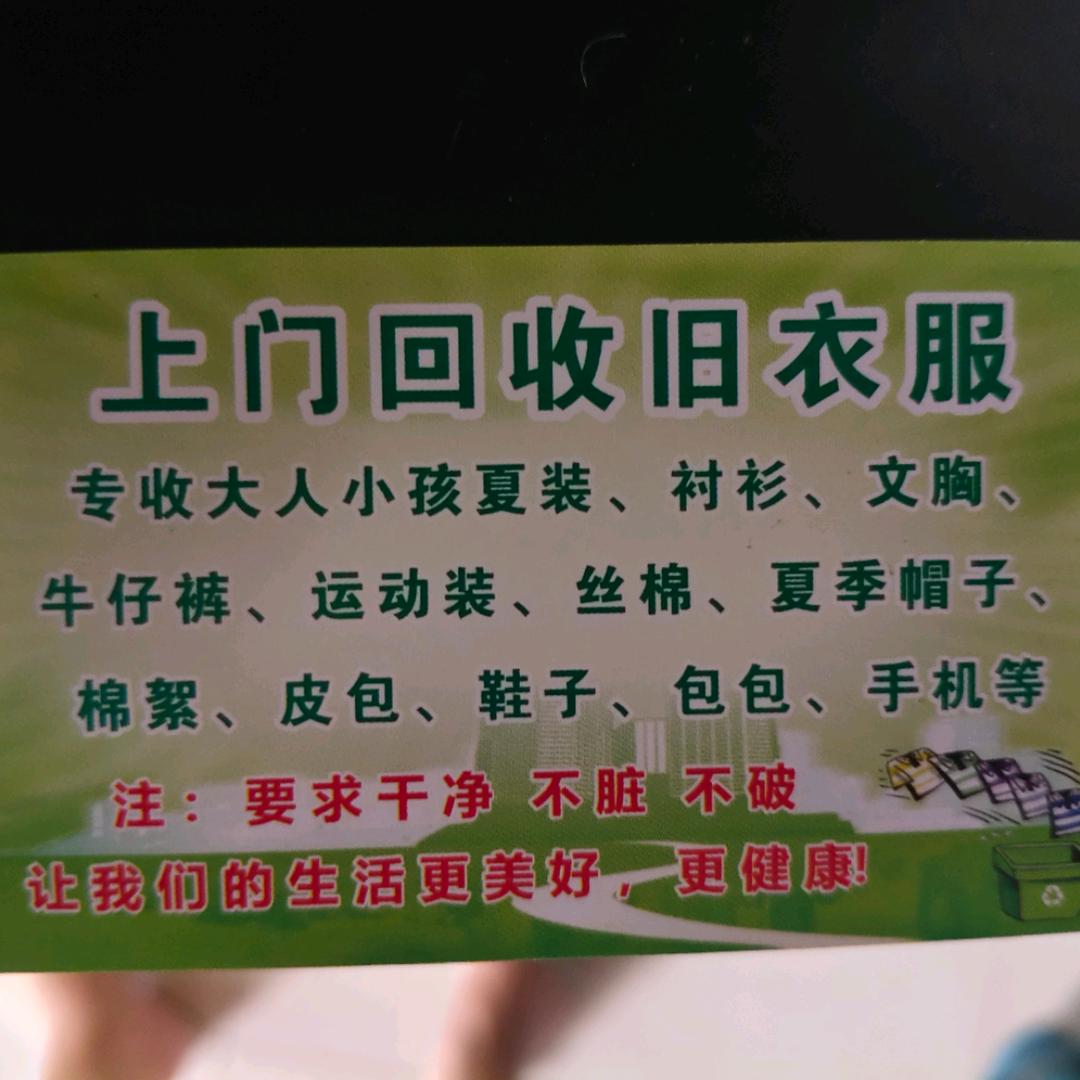 上门回收旧衣服
专收大人小孩夏装、衬衫、文胸、
牛仔裤、运动装、丝棉、夏季帽子、
棉絮、皮包、鞋子、包包、手机等
注：要求干净 不脏 不破
让我们的生活更美好，更健康!